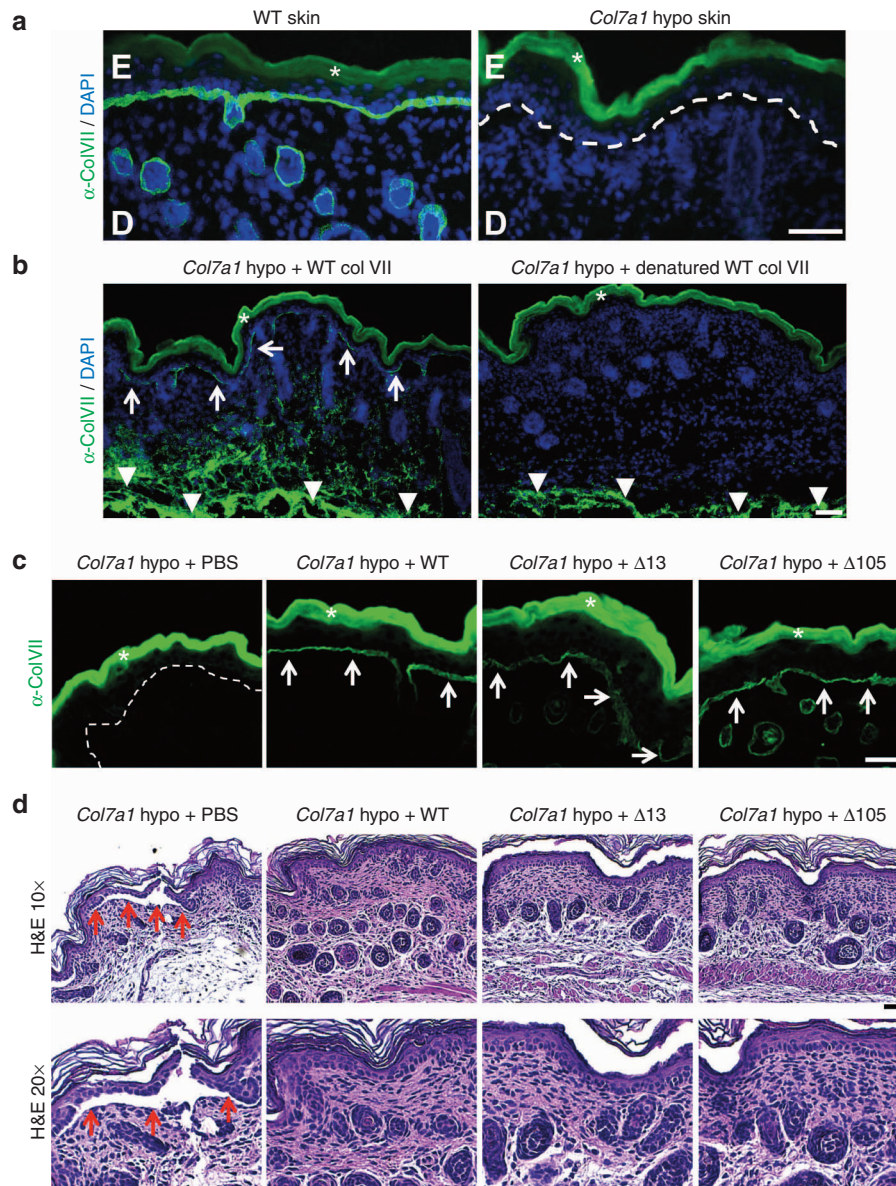 a
WT skin
Col7a1 hypo skin
α-ColVII / DAPI
E
D
*
E
D
*
b
Col7a1 hypo + WT col VII
Col7a1 hypo + denatured WT col VII
α-ColVII / DAPI
*
*
c
Col7a1 hypo + PBS
Col7a1 hypo + WT
Col7a1 hypo + Δ13
Col7a1 hypo + Δ105
α-ColVII
*
*
*
*
d
Col7a1 hypo + PBS
Col7a1 hypo + WT
Col7a1 hypo + Δ13
Col7a1 hypo + Δ105
H&E 10×
H&E 20×